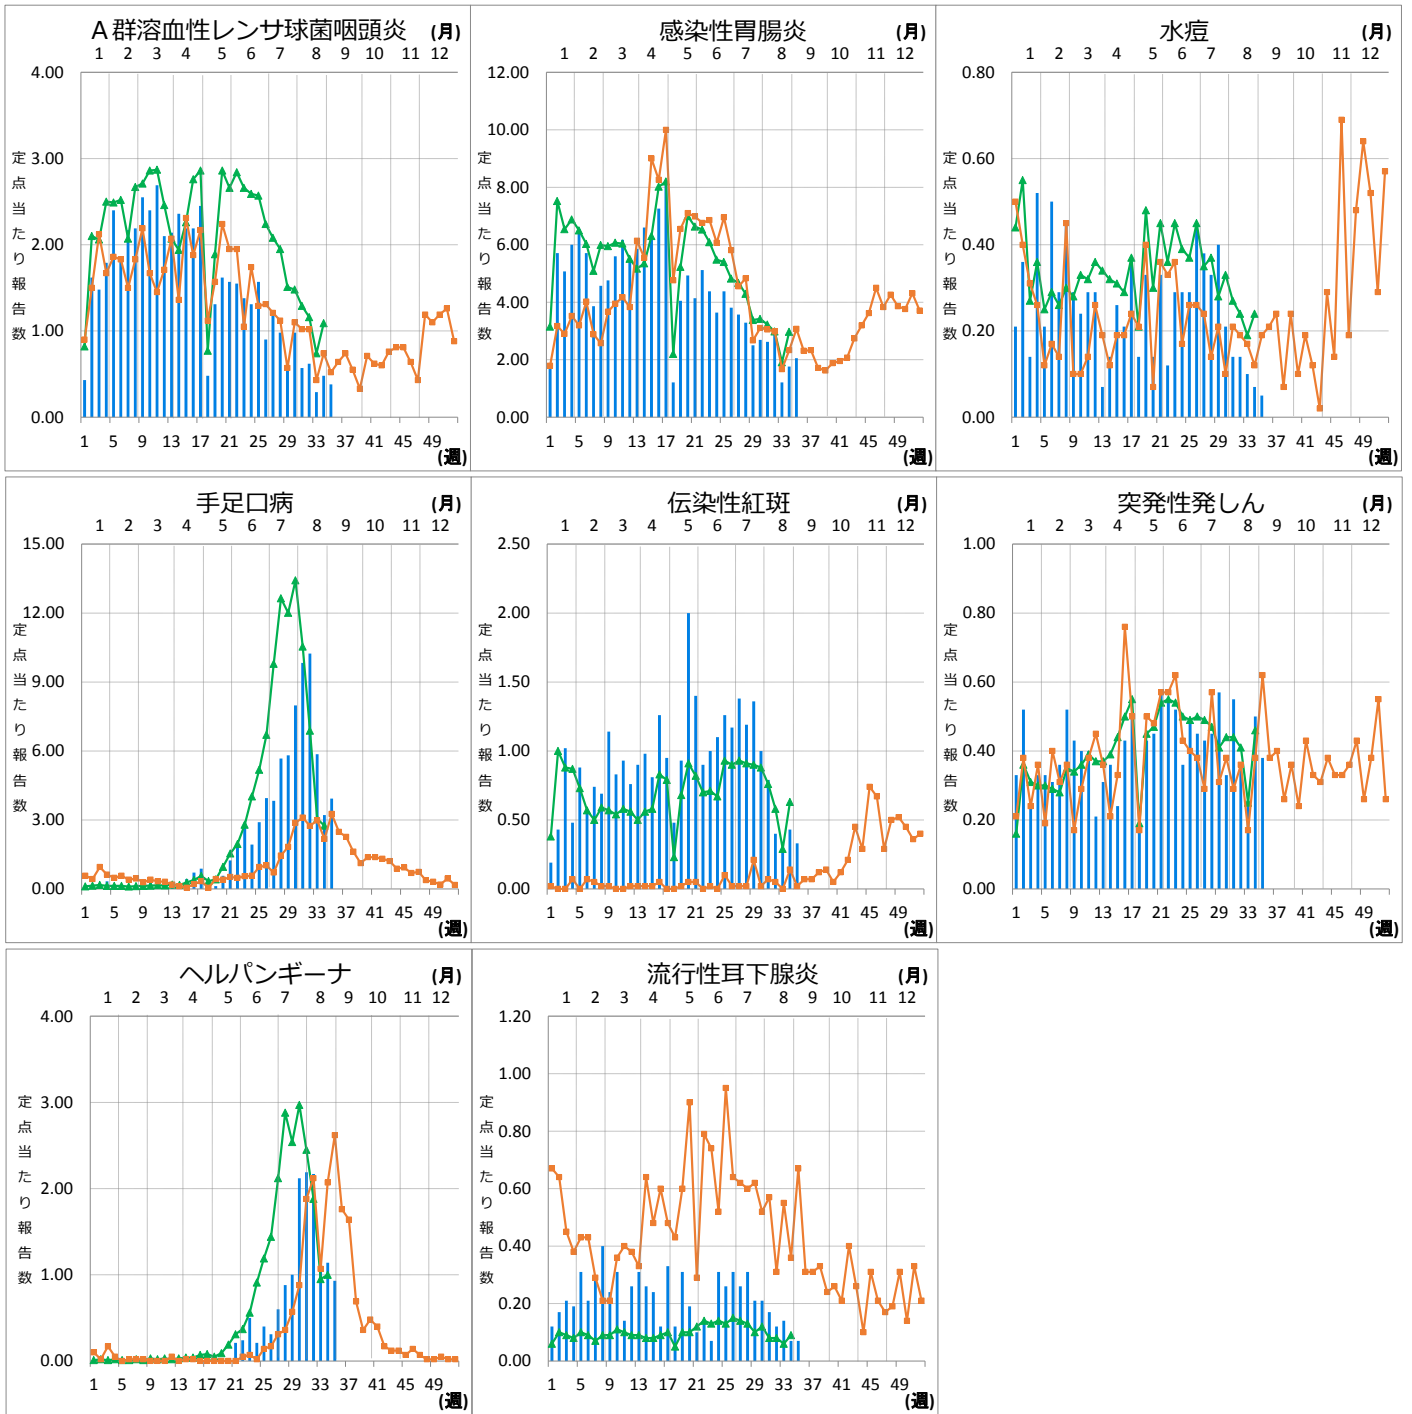 A群溶血性レンサ球菌咽頭炎 (月)
1 2 3 4 5 6 7 8 9 10 11 12
4.00
3.00
2.00
1.00
0.00
定点当たり報告数
1 5 9 13 17 21 25 29 33 37 41 45 49
(週)
感染性胃腸炎 (月)
1 2 3 4 5 6 7 8 9 10 11 12
12.00
10.00
8.00
6.00
4.00
2.00
0.00
定点当たり報告数
1 5 9 13 17 21 25 29 33 37 41 45 49
(週)
水痘 (月)
1 2 3 4 5 6 7 8 9 10 11 12
0.80
0.60
0.40
0.20
0.00
定点当たり報告数
1 5 9 13 17 21 25 29 33 37 41 45 49
(週)
手足口病 (月)
1 2 3 4 5 6 7 8 9 10 11 12
15.00
12.00
9.00
6.00
3.00
0.00
定点当たり報告数
1 5 9 13 17 21 25 29 33 37 41 45 49
(週)
伝染性紅斑 (月)
1 2 3 4 5 6 7 8 9 10 11 12
2.50
2.00
1.50
1.00
0.50
0.00
定点当たり報告数
1 5 9 13 17 21 25 29 33 37 41 45 49
(週)
突発性発しん (月)
1 2 3 4 5 6 7 8 9 10 11 12
1.00
0.80
0.60
0.40
0.20
0.00
定点当たり報告数
1 5 9 13 17 21 25 29 33 37 41 45 49
(週)
ヘルパンギーナ (月)
1 2 3 4 5 6 7 8 9 10 11 12
4.00
3.00
2.00
1.00
0.00
定点当たり報告数
1 5 9 13 17 21 25 29 33 37 41 45 49
(週)
流行性耳下腺炎 (月)
1 2 3 4 5 6 7 8 9 10 11 12
1.20
1.00
0.80
0.60
0.40
0.20
0.00
定点当たり報告数
1 5 9 13 17 21 25 29 33 37 41 45 49
(週)